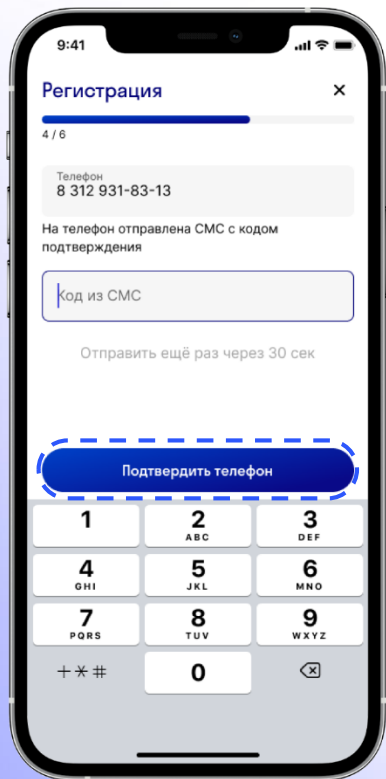 9:41
Регистрация
4 / 6
Телефон
8 312 931-83-13
На телефон отправлена СМС с кодом
подтверждения
Код из СМС
Отправить ещё раз через 30 сек
Подтвердить телефон
1 2 3
ABC DEF
4 5 6
GHI JKL MNO
7 8 9
PQRS TUV WXYZ
+*# 0